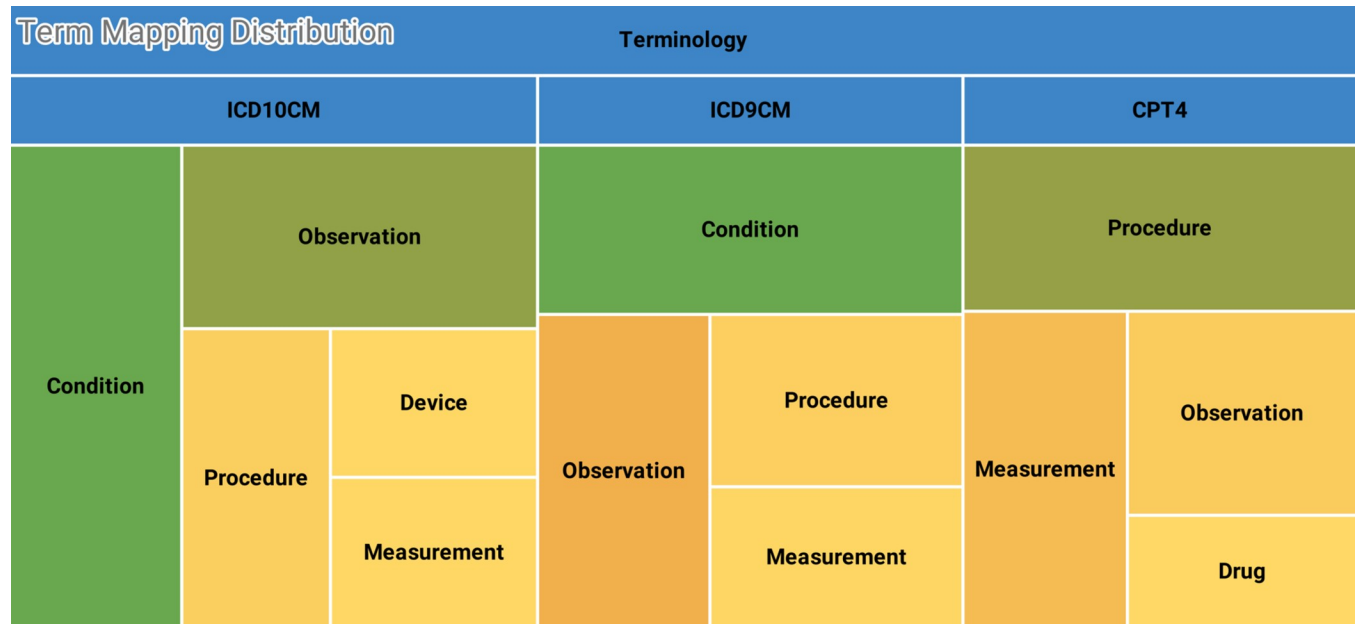 Term Mapping Distribution
Terminology
ICD10CM
ICD9CM
CPT4
Condition
Observation
Procedure
Device
Measurement
Condition
Observation
Procedure
Measurement
Procedure
Measurement
Observation
Drug